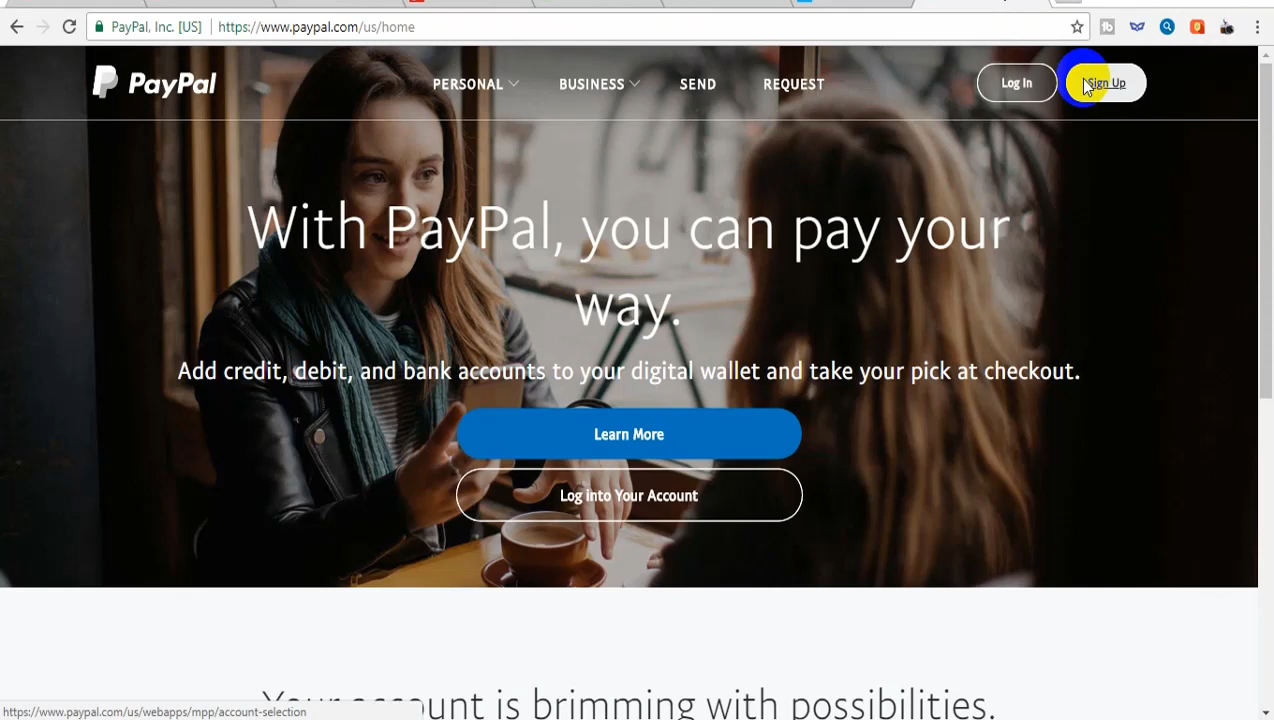 PayPal, Inc. [US] https://www.paypal.com/us/home
PayPal PERSONAL BUSINESS SEND REQUEST Log In Sign Up
With PayPal, you can pay your
way.
Add credit, debit, and bank accounts to your digital wallet and take your pick at checkout.
Learn More
Log into Your Account
Your account is brimming with possibilities.
https://www.paypal.com/us/webapps/mpp/account-selection